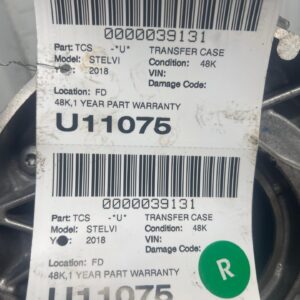 0000039131
Part: TCS -*U* TRANSFER CASE
Model: STELVI Condition: 48K
2018 VIN:
Damage Code:
Location: FD
48K,1 YEAR PART WARRANTY
U11075
0000039131
Part: TCS -*U* TRANSFER CASE
Model: STELVI Condition: 48K
2018 VIN:
Damage Code:
Location: FD
48K,1 YEAR PART WARRANTY
U11075
R